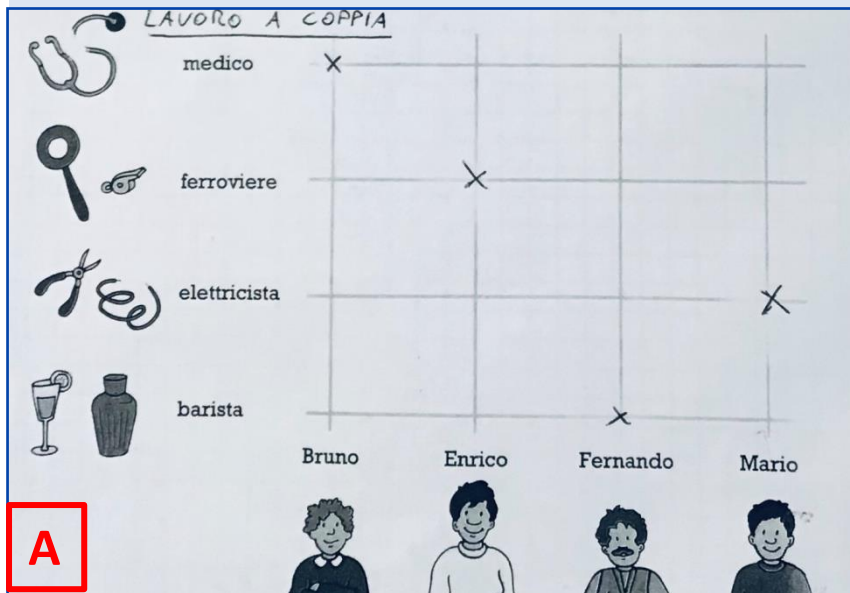 LAVORO A COPPIA
medico
ferroviere
elettricista
barista
Bruno Enrico Fernando Mario
A